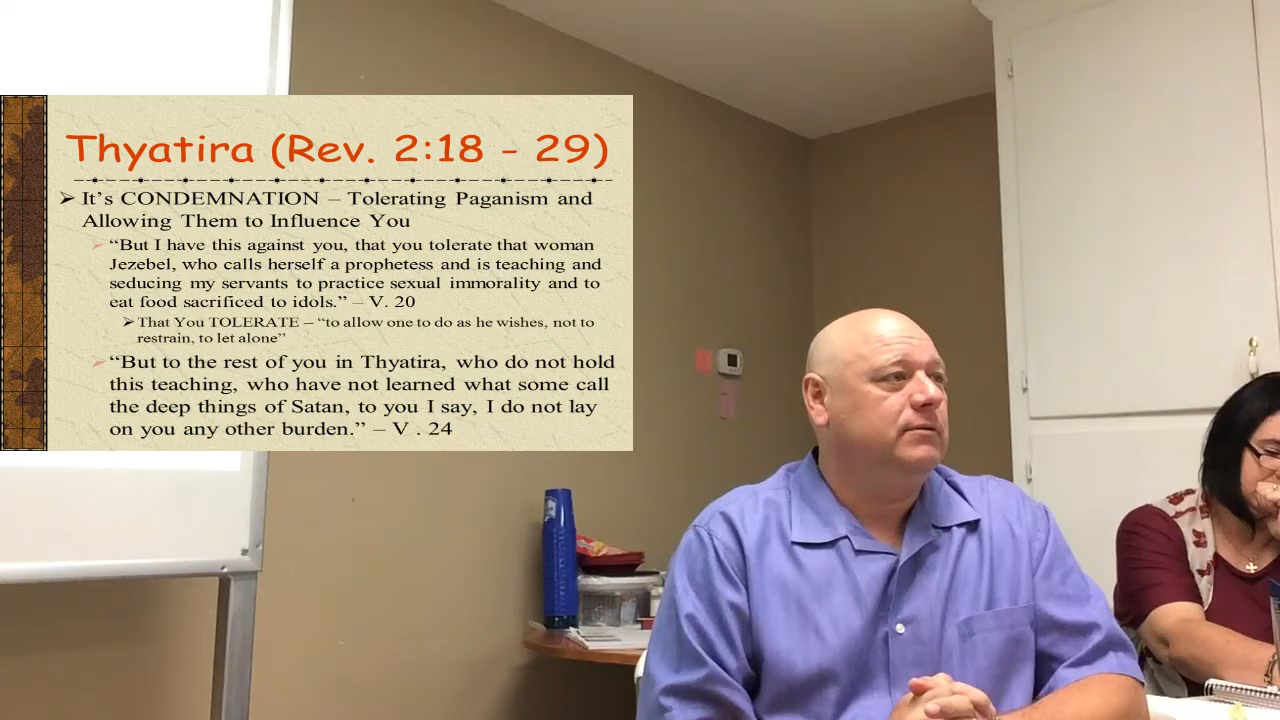 Thyatira (Rev. 2:18 - 29)
It's CONDEMNATION – Tolerating Paganism and
Allowing Them to Influence You
“But I have this against you, that you tolerate that woman
Jezebel, who calls herself a prophetess and is teaching and
seducing my servants to practice sexual immorality and to
eat food sacrificed to idols.” – V. 20
That You TOLERATE – “to allow one to do as he wishes, not to
restrain, to let alone”
“But to the rest of you in Thyatira, who do not hold
this teaching, who have not learned what some call
the deep things of Satan, to you I say, I do not lay
on you any other burden.” – V . 24